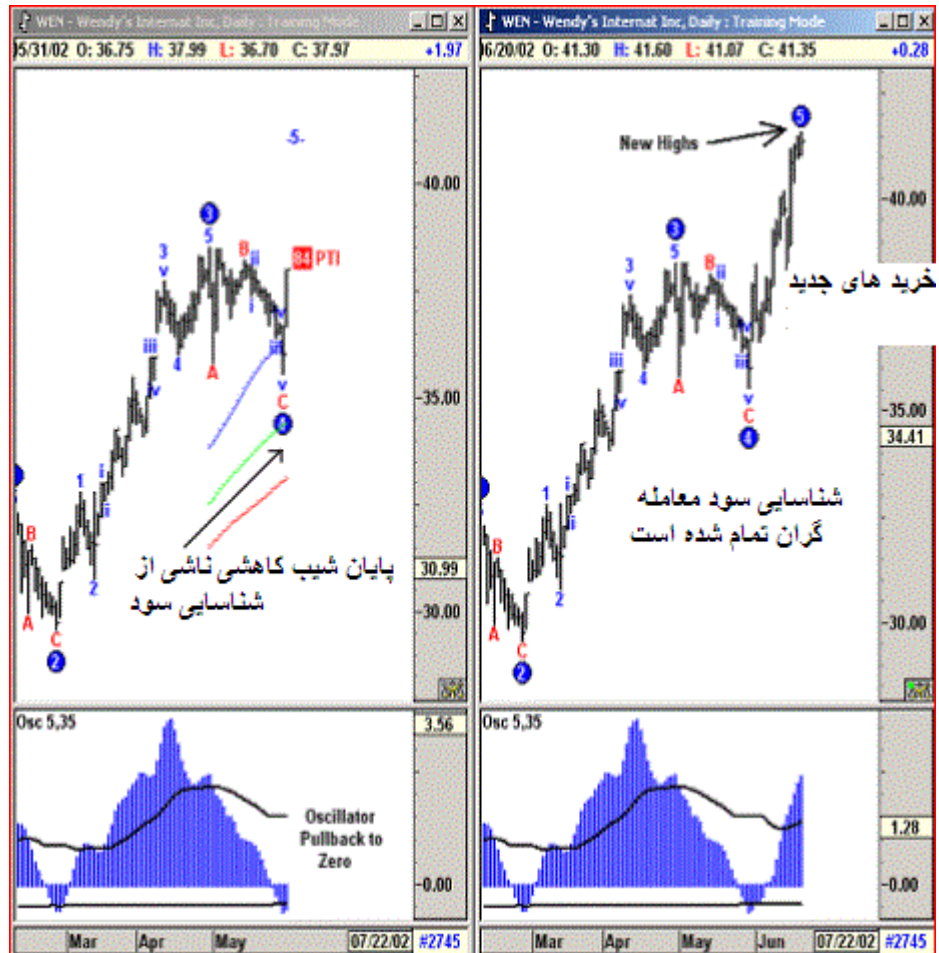 WEN - Wendy's Internat Inc, Daily : Training Mode
05/31/02 O: 36.75 H: 37.99 L: 36.70 C: 37.97 +1.97
-5-
40.00
3
5
3
v
B
ii
84 PTI
i
iii
iv
4
A
v
iii
v
C
4
35.00
1
i
ii
B
2
30.99
پایان شیب کاهشی ناشی از
شناسایی سود
30.00
A
C
2
Osc 5,35
3.56
Oscillator
Pullback to
Zero
0.00
Mar Apr May 07/22/02 #2745
WEN - Wendy's Internat Inc, Daily : Training Mode
06/20/02 O: 41.30 H: 41.60 L: 41.07 C: 41.35 +0.28
5
New Highs
40.00
3
5
3
v
B
ii
خرید های جدید
i
iii
v
4
A
v
iii
v
C
4
35.00
34.41
شناسایی سود معامله
گران تمام شده است
1
i
ii
B
2
30.00
A
C
2
Osc 5,35
1.28
0.00
Mar Apr May Jun 07/22/02 #2745